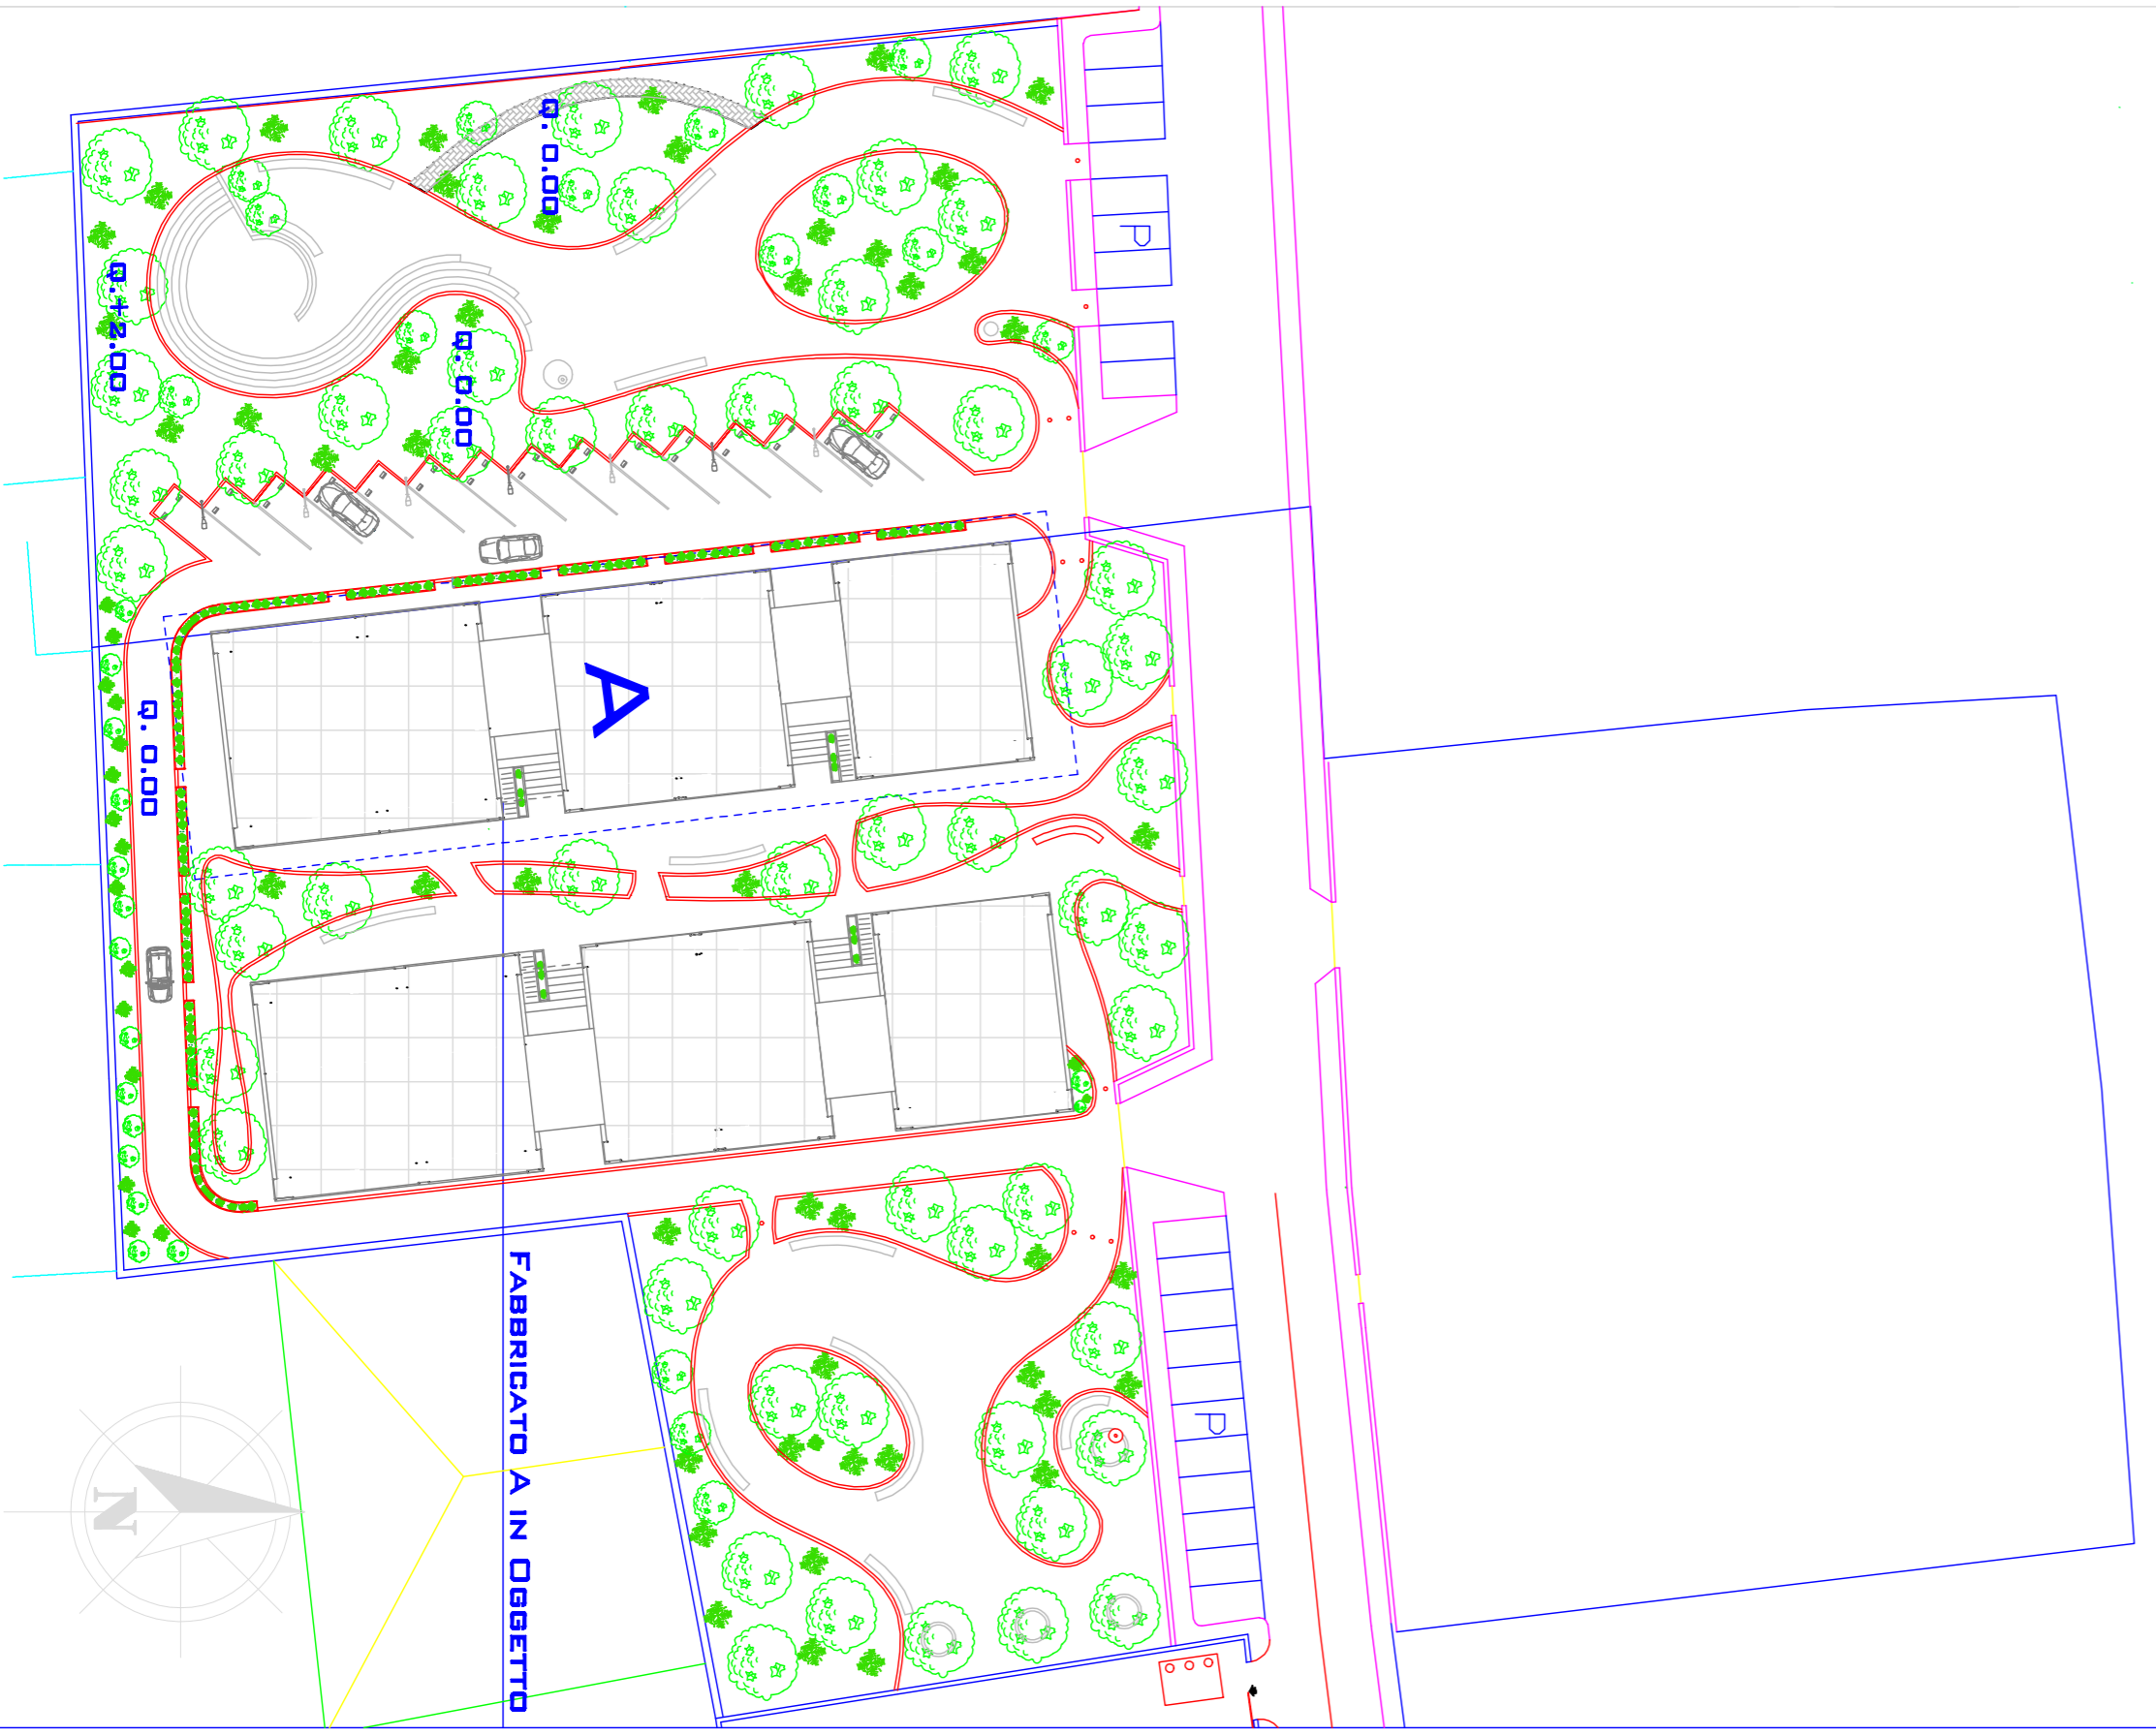 Q. 0.00
P
Q.+2.00
Q. 0.00
A
Q. 0.00
FABBRICATO A IN OGGETTO
P
N